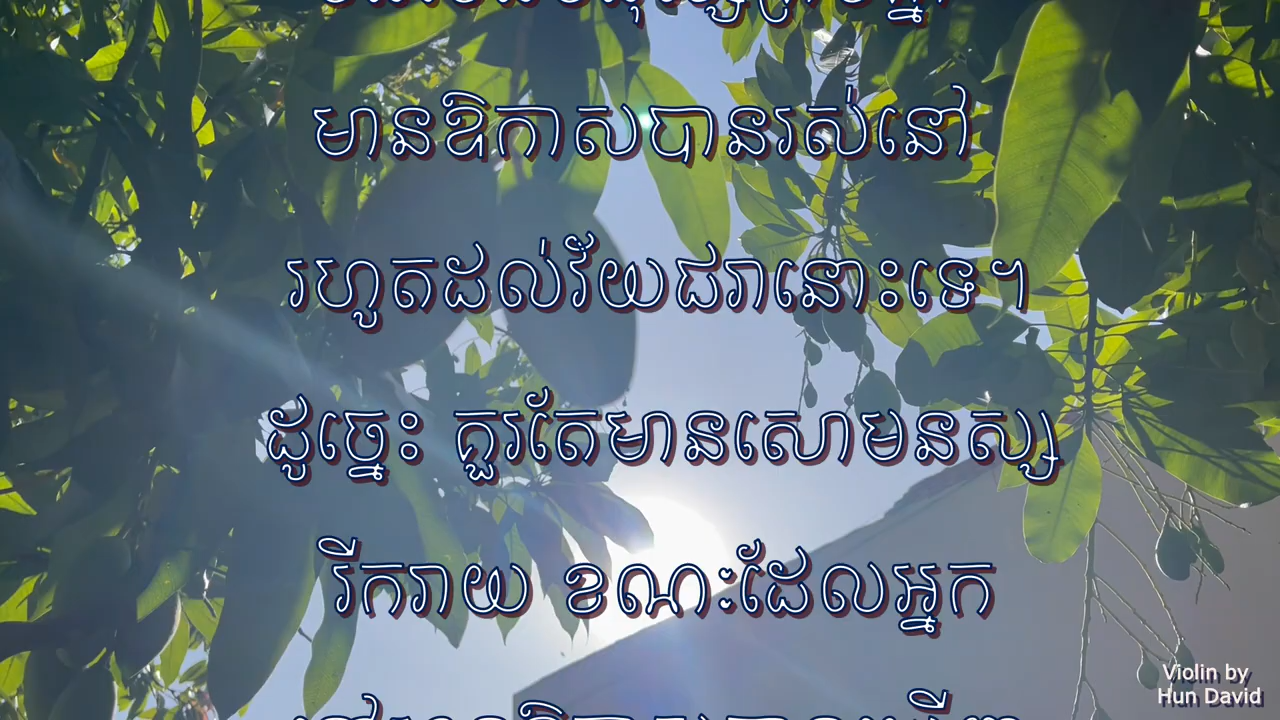 មានឱកាសបានរស់នៅ
រហូតដល់វ័យជរានោះទេ។
ដូច្នេះ គួរតែមានសោមនស្ស
រីករាយ ខណៈដែលអ្នក
Violin by
Hun David